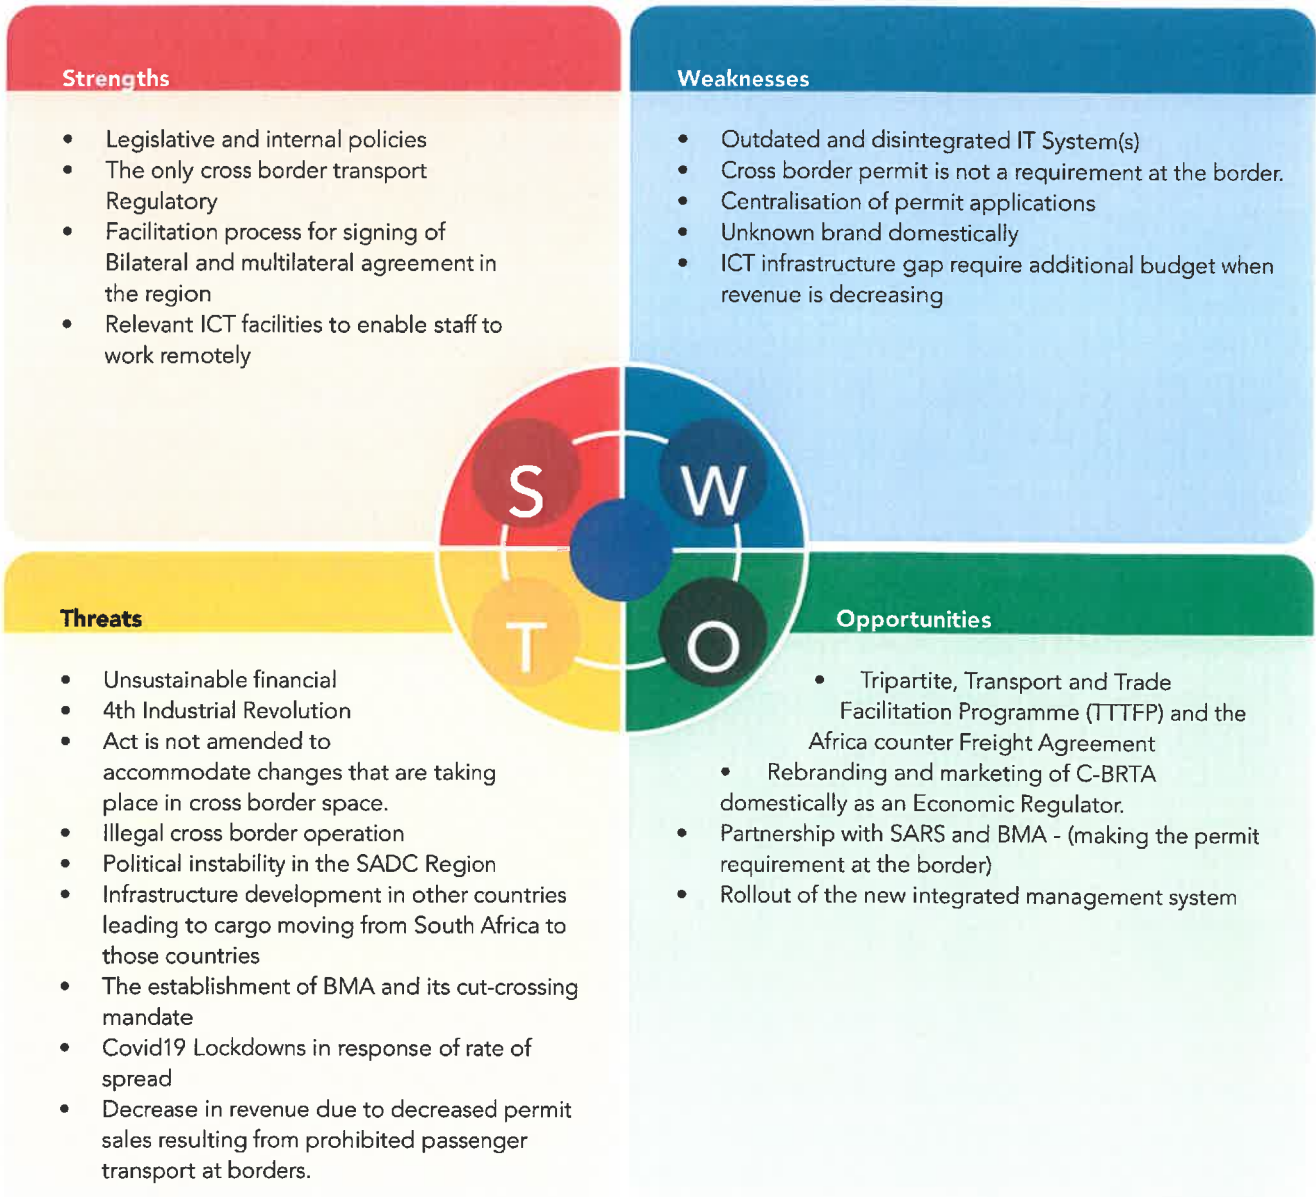 Strengths
• Legislative and internal policies
• The only cross border transport
Regulatory
• Facilitation process for signing of
Bilateral and multilateral agreement in
the region
• Relevant ICT facilities to enable staff to
work remotely
Weaknesses
• Outdated and disintegrated IT System(s)
• Cross border permit is not a requirement at the border.
• Centralisation of permit applications
• Unknown brand domestically
• ICT infrastructure gap require additional budget when
revenue is decreasing
S
W
T
O
Threats
• Unsustainable financial
• 4th Industrial Revolution
• Act is not amended to
accommodate changes that are taking
place in cross border space.
• Illegal cross border operation
• Political instability in the SADC Region
• Infrastructure development in other countries
leading to cargo moving from South Africa to
those countries
• The establishment of BMA and its cut-crossing
mandate
• Covid19 Lockdowns in response of rate of
spread
• Decrease in revenue due to decreased permit
sales resulting from prohibited passenger
transport at borders.
Opportunities
• Tripartite, Transport and Trade
Facilitation Programme (TTTFP) and the
Africa counter Freight Agreement
• Rebranding and marketing of C-BRTA
domestically as an Economic Regulator.
• Partnership with SARS and BMA - (making the permit
requirement at the border)
• Rollout of the new integrated management system